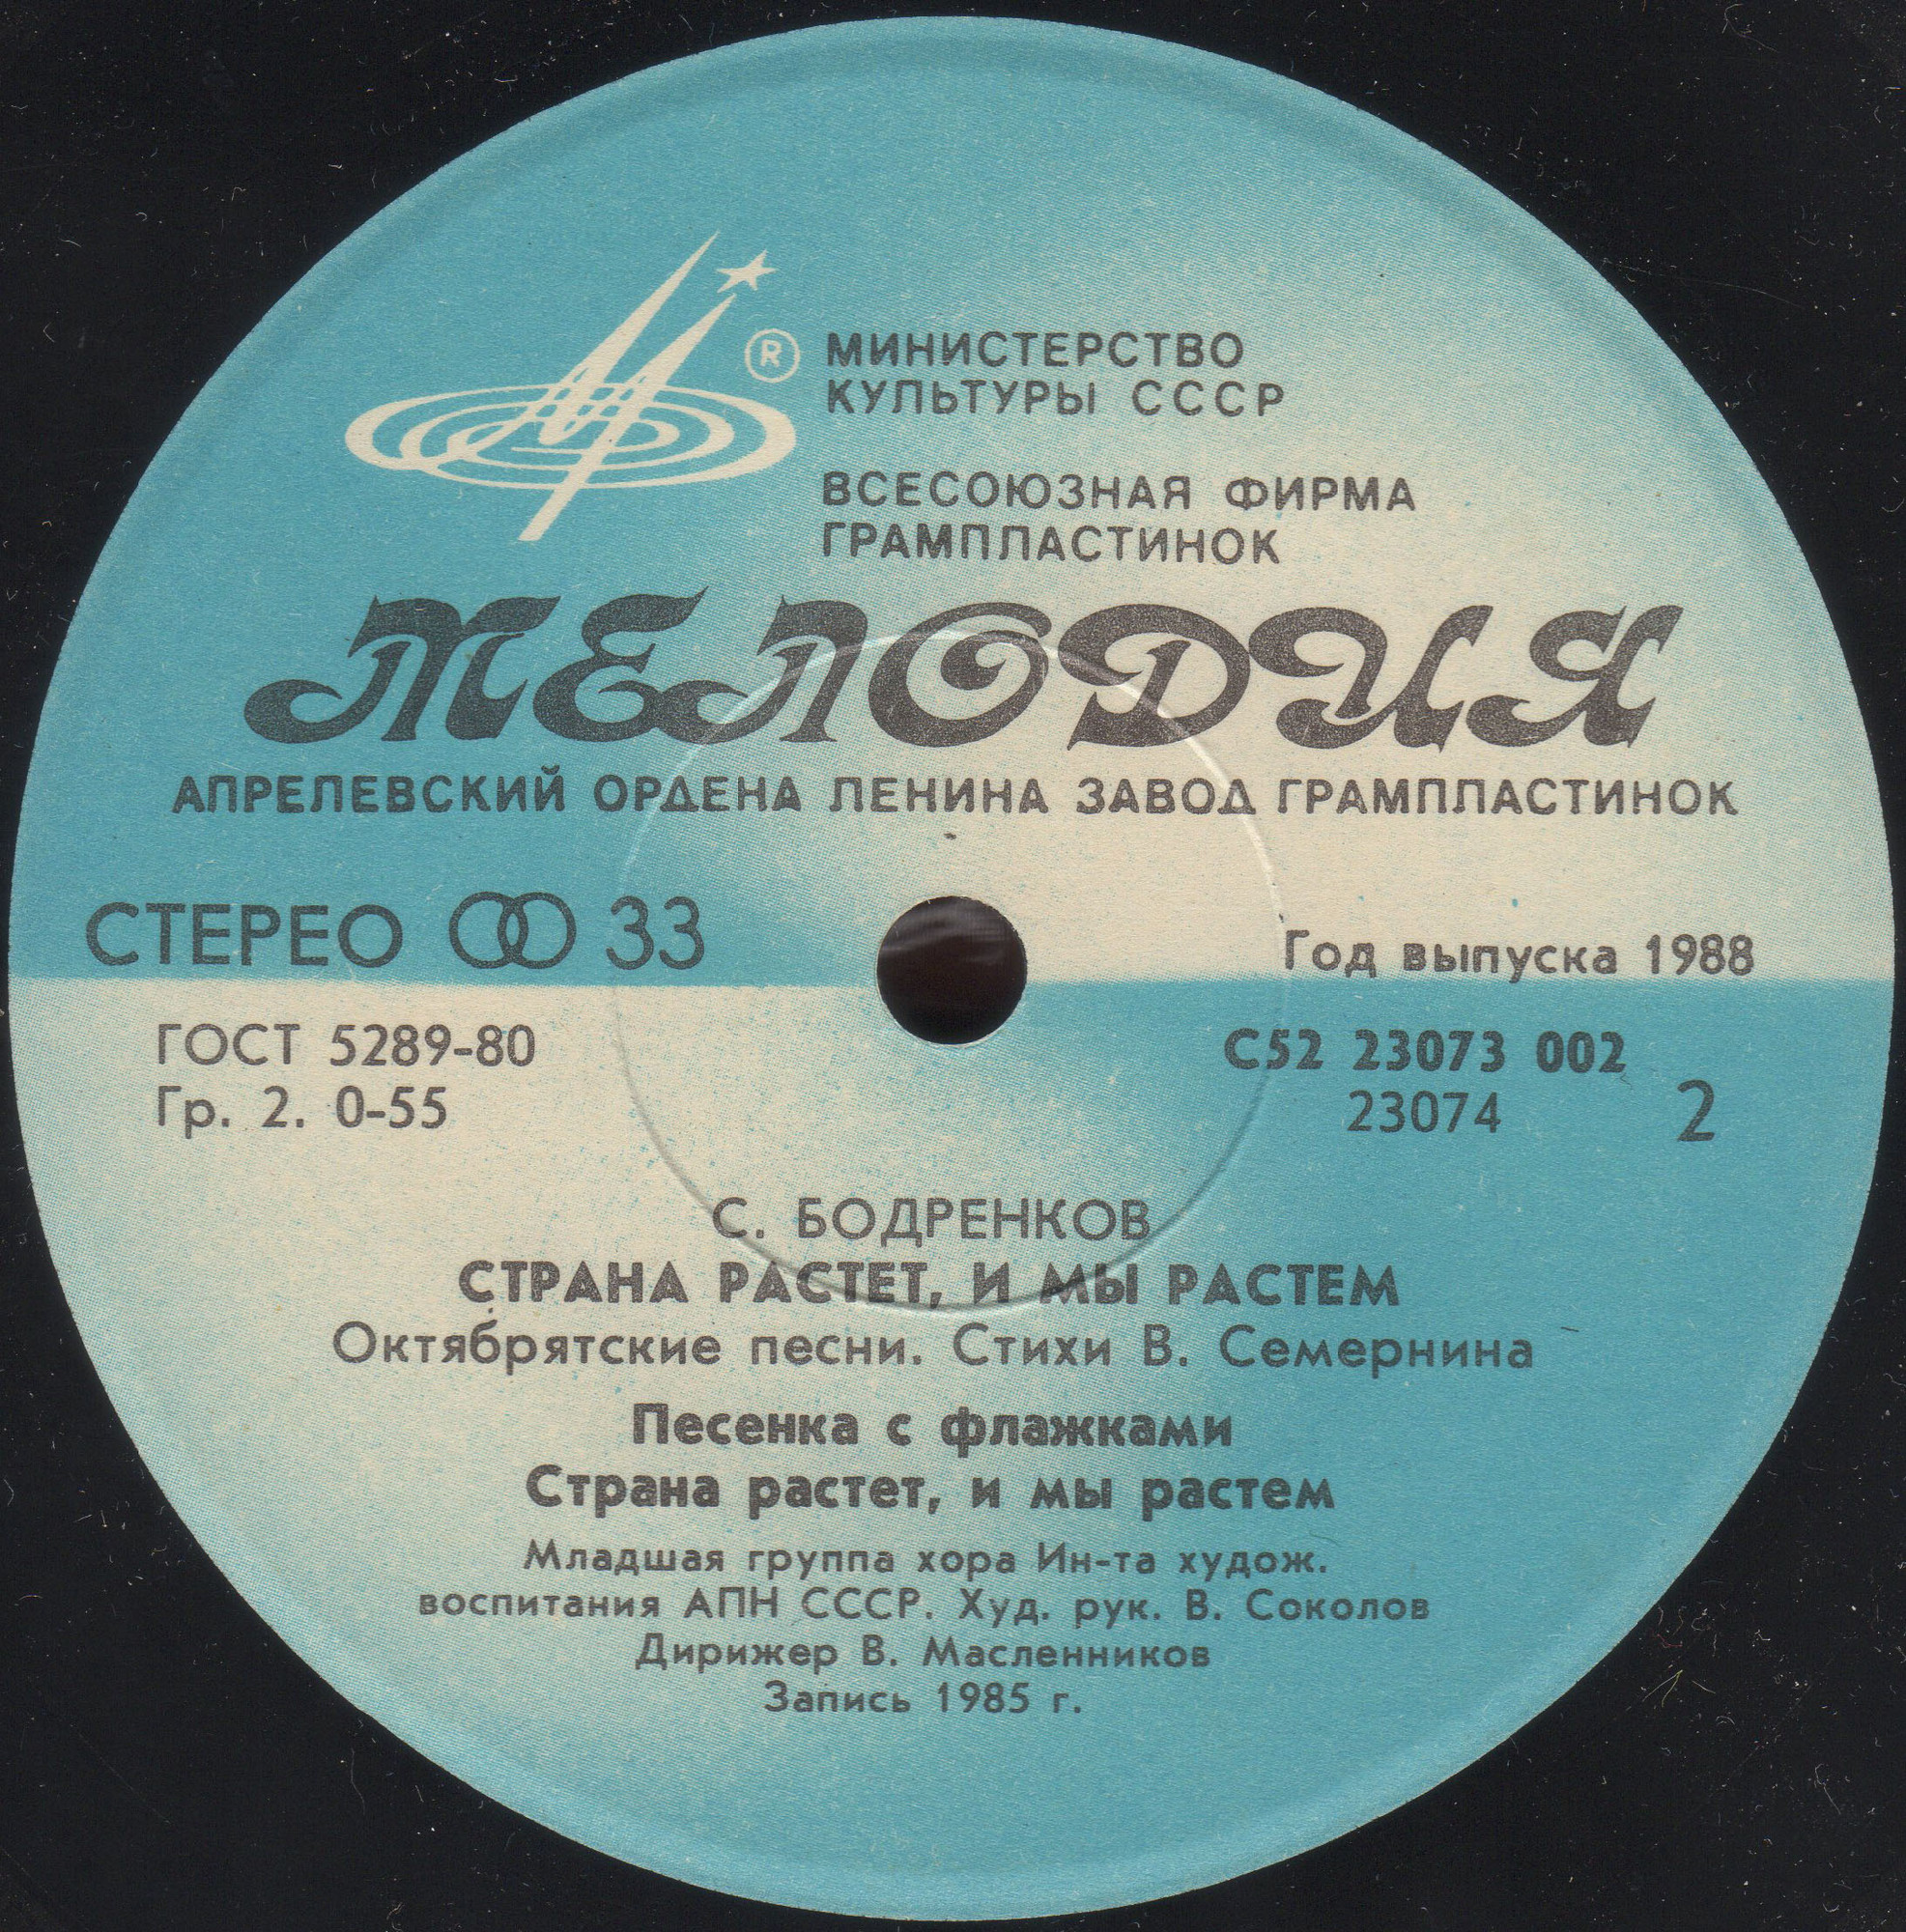 ®
МИНИСТЕРСТВО
КУЛЬТУРЫ СССР
ВСЕСОЮЗНАЯ ФИРМА
ГРАМПЛАСТИНОК
МЕЛОДИЯ
АПРЕЛЕВСКИЙ ОРДЕНА ЛЕНИНА ЗАВОД ГРАМПЛАСТИНОК
СТЕРЕО 33
Год выпуска 1988
ГОСТ 5289-80
Гр. 2. 0-55
С52 23073 002
23074 2
С. БОДРЕНКОВ
СТРАНА РАСТЕТ, И МЫ РАСТЕМ
Октябрятские песни. Стихи В. Семернина
Песенка с флажками
Страна растет, и мы растем
Младшая группа хора Ин-та худож.
воспитания АПН СССР. Худ. рук. В. Соколов
Дирижер В. Масленников
Запись 1985 г.